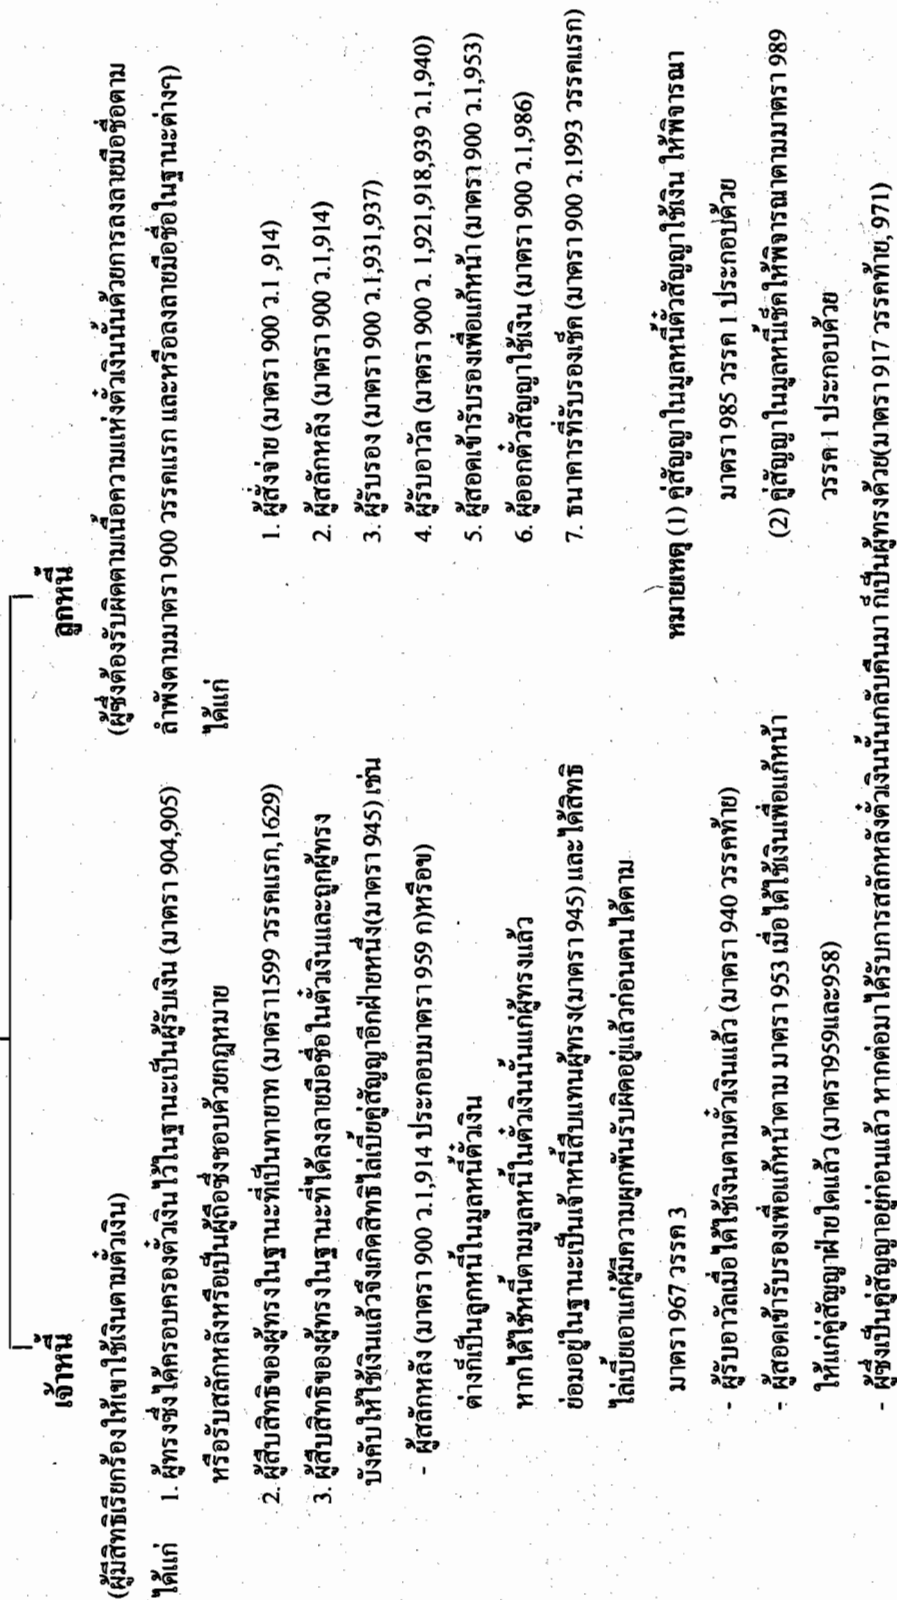 เจ้าหนี้
(ผู้มีสิทธิเรียกร้องให้เขาใช้เงินตามตั๋วเงิน)
ได้แก่ 1. ผู้ทรงซึ่งได้ครอบครองตั๋วเงินไว้ในฐานะเป็นผู้รับเงิน (มาตรา 904,905)
หรือรับสลักหลังหรือเป็นผู้ถือซึ่งชอบด้วยกฎหมาย
2. ผู้สืบสิทธิของผู้ทรงในฐานะที่เป็นทายาท (มาตรา1599 วรรคแรก,1629)
3. ผู้สืบสิทธิของผู้ทรงในฐานะที่ได้ลงลายมือชื่อในตั๋วเงินและถูกผู้ทรง
บังคับให้ใช้เงินแล้วจึงเกิดสิทธิไล่เบี้ยคู่สัญญาอีกฝ่ายหนึ่ง(มาตรา 945) เช่น
- ผู้สลักหลัง (มาตรา 900 ว.1,914 ประกอบมาตรา 959 ก)หรือข)
ต่างก็เป็นลูกหนี้ในมูลหนี้ตั๋วเงิน
หากได้ใช้หนี้ตามมูลหนี้ในตั๋วเงินนั้นแก่ผู้ทรงแล้ว
ย่อมอยู่ในฐานะเป็นเจ้าหนี้สืบแทนผู้ทรง(มาตรา 945) และได้สิทธิ
ไล่เบี้ยเอาแก่ผู้มีความผูกพันรับผิดอยู่แล้วก่อนตนได้ตาม
มาตรา 967 วรรค 3
- ผู้รับอาวัลเมื่อได้ใช้เงินตามตั๋วเงินแล้ว (มาตรา 940 วรรคท้าย)
- ผู้สอดเข้ารับรองเพื่อแก้หน้าตาม มาตรา 953 เมื่อได้ใช้เงินเพื่อแก้หน้า
ให้แก่คู่สัญญาฝ่ายใดแล้ว (มาตรา959และ958)
- ผู้ซึ่งเป็นคู่สัญญาอยู่ก่อนแล้ว หากต่อมาได้รับการสลักหลังตั๋วเงินนั้นกลับคืนมา ก็เป็นผู้ทรงด้วย(มาตรา 917 วรรคท้าย, 971)
ลูกหนี้
(ผู้ซึ่งต้องรับผิดตามเนื้อความแห่งตั๋วเงินนั้นด้วยการลงลายมือชื่อตาม
ลำพังตามมาตรา 900 วรรคแรก และหรือลงลายมือชื่อในฐานะต่างๆ)
ได้แก่
1. ผู้สั่งจ่าย (มาตรา 900 ว.1 ,914)
2. ผู้สลักหลัง (มาตรา 900 ว.1,914)
3. ผู้รับรอง (มาตรา 900 ว.1,931,937)
4. ผู้รับอาวัล (มาตรา 900 ว. 1,921,918,939 ว.1,940)
5. ผู้สอดเข้ารับรองเพื่อแก้หน้า (มาตรา 900 ว.1,953)
6. ผู้ออกตั๋วสัญญาใช้เงิน (มาตรา 900 ว.1,986)
7. ธนาคารที่รับรองเช็ค (มาตรา 900 ว.1993 วรรคแรก)
หมายเหตุ (1) คู่สัญญาในมูลหนี้ตั๋วสัญญาใช้เงิน ให้พิจารณา
มาตรา 985 วรรค 1 ประกอบด้วย
(2) คู่สัญญาในมูลหนี้เช็คให้พิจารณาตามมาตรา 989
วรรค 1 ประกอบด้วย